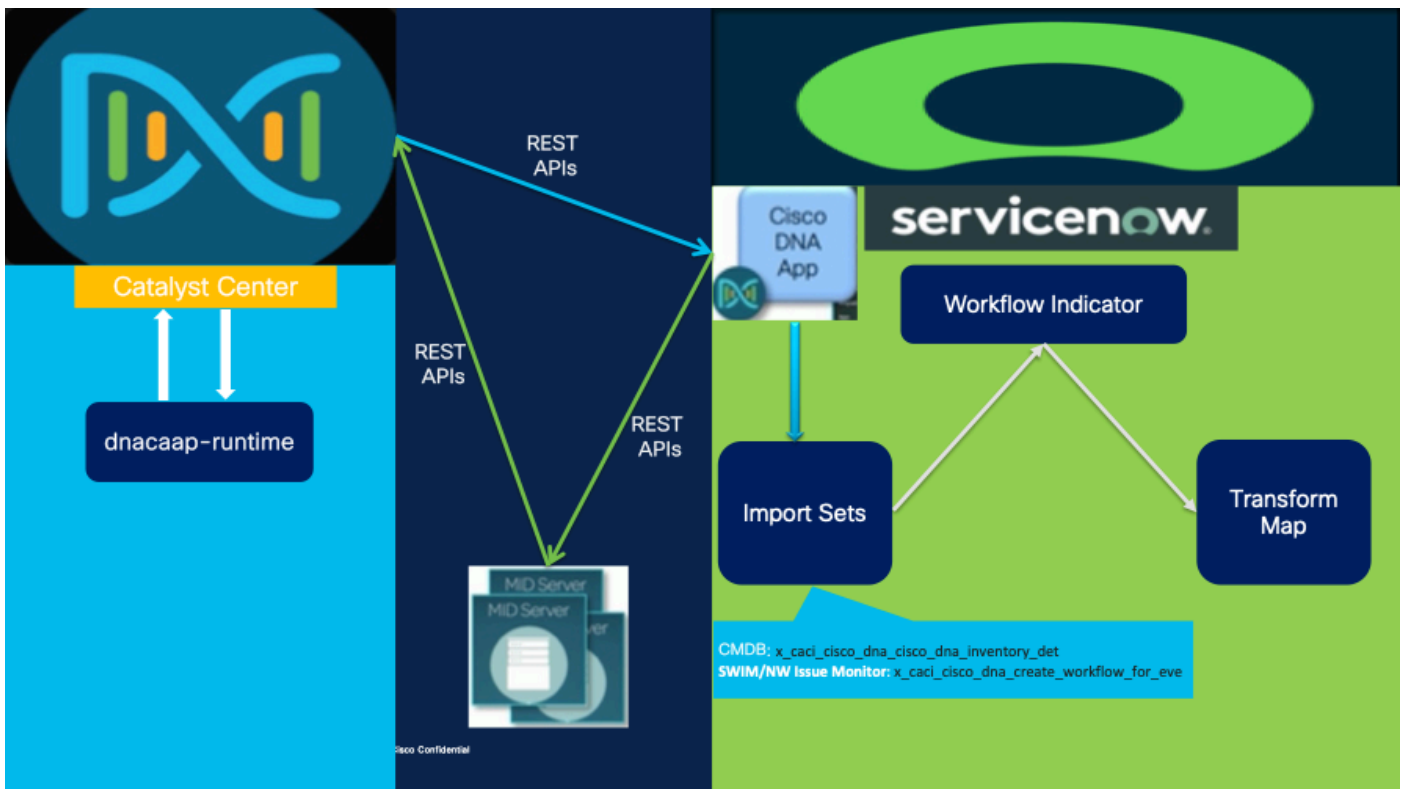 REST
APIs
Cisco
DNA
App
servicenow.
Catalyst Center
Workflow Indicator
REST
APIs
dnacaap-runtime
REST
APIs
Import Sets
Transform
Map
MID Server
MID Server
CMDB: x_caci_cisco_dna_cisco_dna_inventory_det
SWIM/NW Issue Monitor: x_caci_cisco_dna_create_workflow_for_eve
isco Confidential